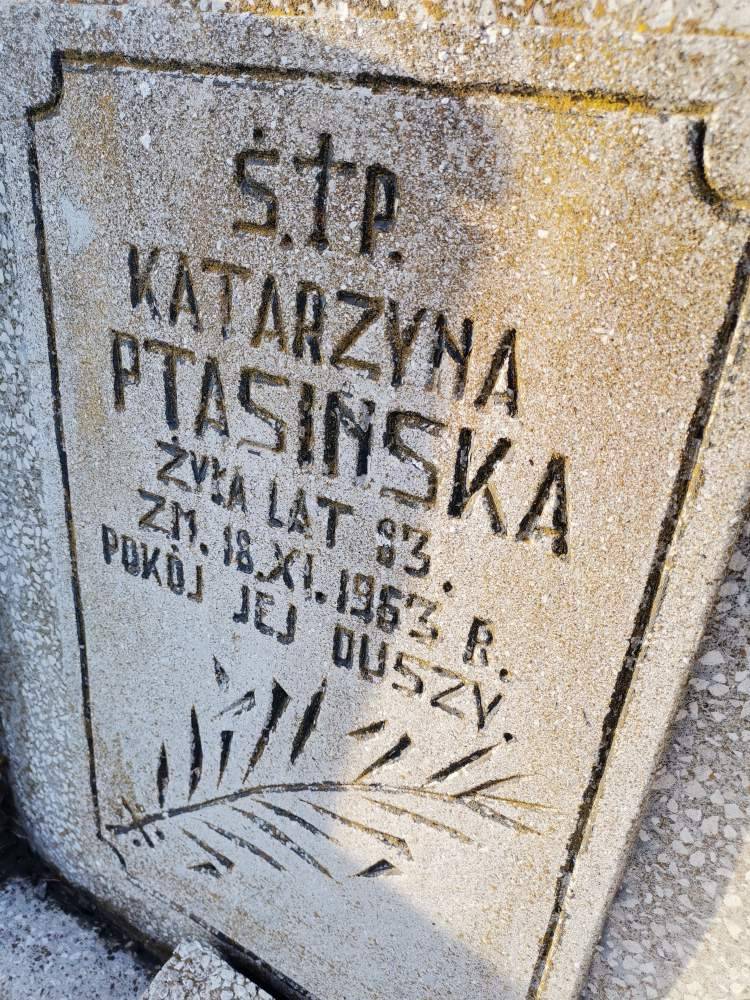 Ś.†P.
KATARZYNA
PTASIŃSKA
ŻYŁA LAT 83.
ZM. 18.XI.1963 R.
POKÓJ JEJ DUSZY.